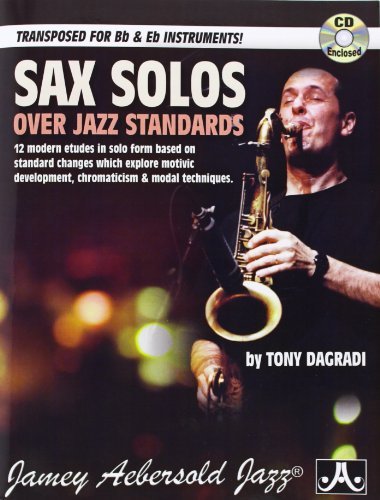 TRANSPOSED FOR Bb & Eb INSTRUMENTS!
CD
Enclosed
SAX SOLOS
OVER JAZZ STANDARDS
12 modern etudes in solo form based on
standard changes which explore motivic
development, chromaticism & modal techniques.
by TONY DAGRADI
Jamey Aebersold Jazz®
JA